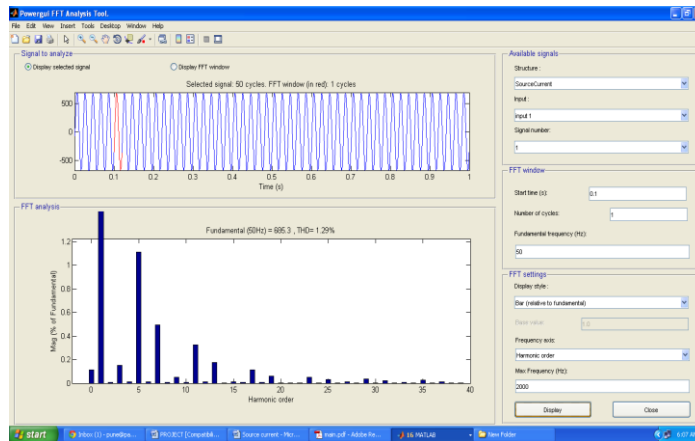 Powergui FFT Analysis Tool.
File Edit View Insert Tools Desktop Window Help
Signal to analyze
Display selected signal
Display FFT window
Selected signal: 50 cycles. FFT window (in red): 1 cycles
500
0
-500
0 0.1 0.2 0.3 0.4 0.5 0.6 0.7 0.8 0.9 1
Time (s)
FFT analysis
Fundamental (50Hz) = 685.3 , THD= 1.29%
1.2
1
0.8
0.6
0.4
0.2
0
Mag (% of Fundamental)
0 5 10 15 20 25 30 35 40
Harmonic order
Available signals
Structure :
SourceCurrent
Input :
input 1
Signal number:
1
FFT window
Start time (s): 0.1
Number of cycles: 1
Fundamental frequency (Hz):
50
FFT settings
Display style :
Bar (relative to fundamental)
Base value: 1.0
Frequency axis:
Harmonic order
Max Frequency (Hz):
2000
Display Close
start Inbox (1) - PROJECT [Compatibili... Source current - Micr... main.pdf - Adobe Re... MATLAB New Folder 6:07